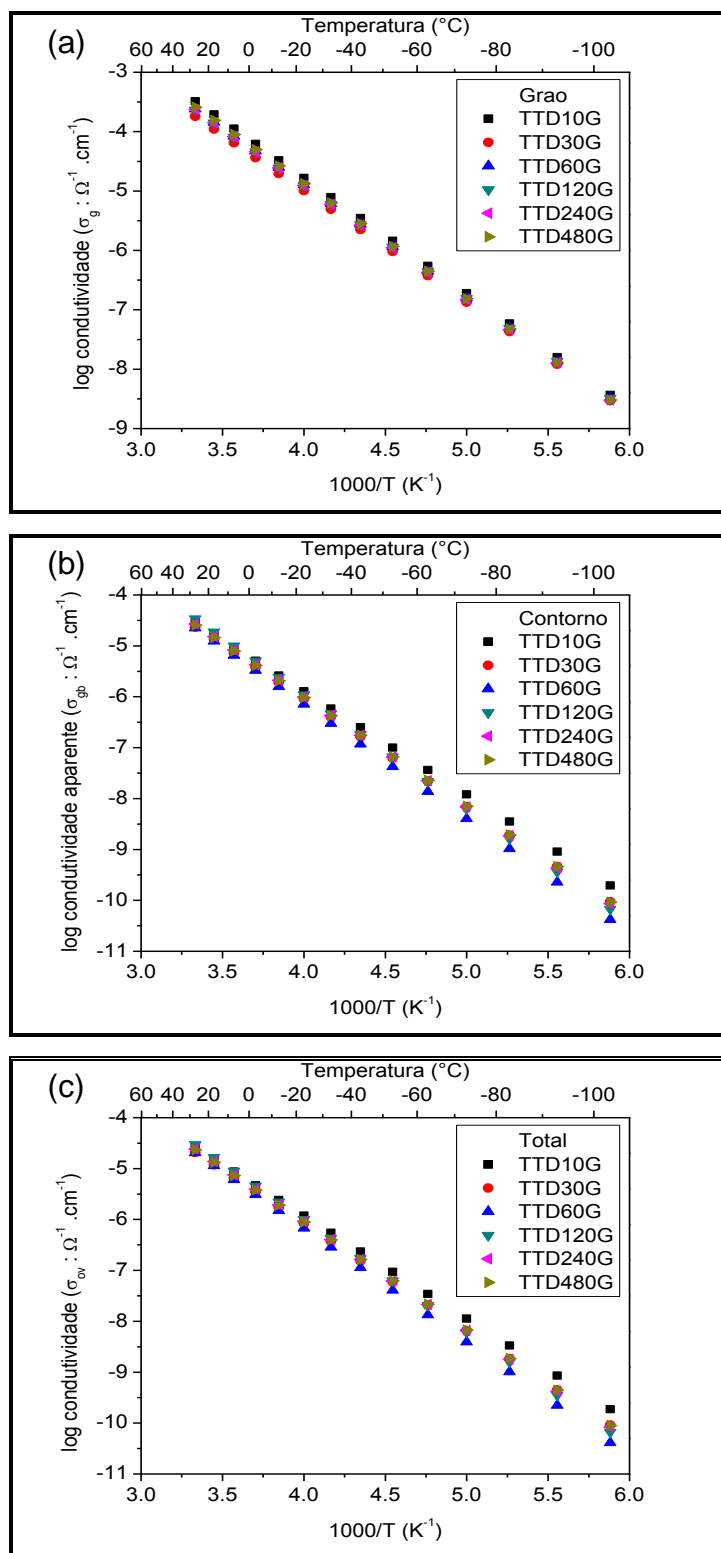 (a)
Temperatura (°C)
60 40 20 0 -20 -40 -60 -80 -100
-3
-4
-5
-6
-7
-8
-9
log condutividade (σg : Ω-1 .cm-1)
Grao
TTD10G
TTD30G
TTD60G
TTD120G
TTD240G
TTD480G
3.0 3.5 4.0 4.5 5.0 5.5 6.0
1000/T (K-1)
(b)
Temperatura (°C)
60 40 20 0 -20 -40 -60 -80 -100
-4
-5
-6
-7
-8
-9
-10
-11
log condutividade aparente (σgb : Ω-1 .cm-1)
Contorno
TTD10G
TTD30G
TTD60G
TTD120G
TTD240G
TTD480G
3.0 3.5 4.0 4.5 5.0 5.5 6.0
1000/T (K-1)
(c)
Temperatura (°C)
60 40 20 0 -20 -40 -60 -80 -100
-4
-5
-6
-7
-8
-9
-10
-11
log condutividade (σov : Ω-1 .cm-1)
Total
TTD10G
TTD30G
TTD60G
TTD120G
TTD240G
TTD480G
3.0 3.5 4.0 4.5 5.0 5.5 6.0
1000/T (K-1)